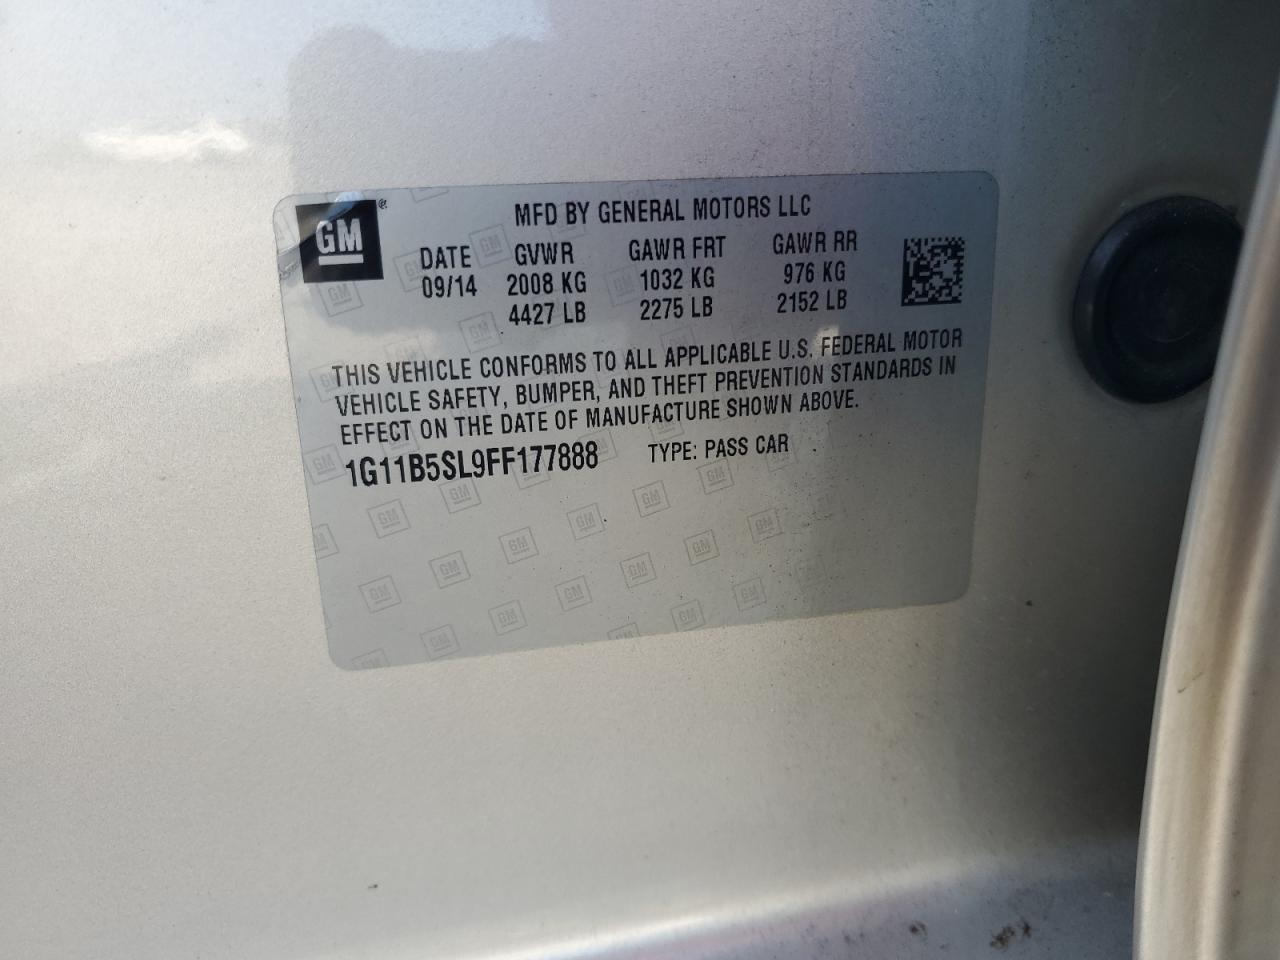 GM®
MFD BY GENERAL MOTORS LLC
DATE GVWR GAWR FRT GAWR RR
09/14 2008 KG 1032 KG 976 KG
4427 LB 2275 LB 2152 LB
THIS VEHICLE CONFORMS TO ALL APPLICABLE U.S. FEDERAL MOTOR
VEHICLE SAFETY, BUMPER, AND THEFT PREVENTION STANDARDS IN
EFFECT ON THE DATE OF MANUFACTURE SHOWN ABOVE.
1G11B5SL9FF177888 TYPE: PASS CAR